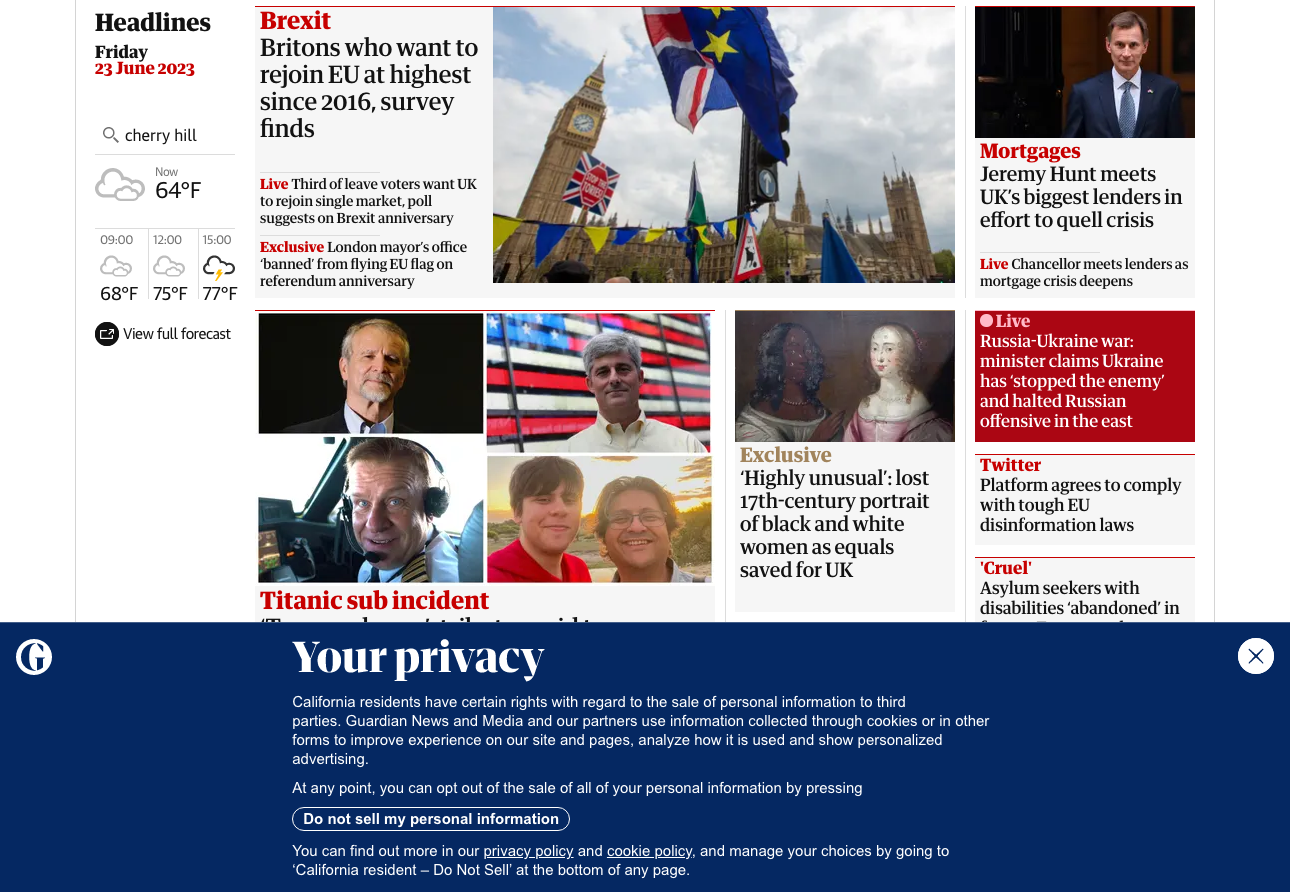 Headlines
Friday
23 June 2023
cherry hill
Now
64°F
09:00
68°F
12:00
75°F
15:00
77°F
View full forecast
Brexit
Britons who want to
rejoin EU at highest
since 2016, survey
finds
Live Third of leave voters want UK
to rejoin single market, poll
suggests on Brexit anniversary
Exclusive London mayor's office
'banned' from flying EU flag on
referendum anniversary
STOP THE TORIES
Mortgages
Jeremy Hunt meets
UK's biggest lenders in
effort to quell crisis
Live Chancellor meets lenders as
mortgage crisis deepens
Titanic sub incident
Exclusive
'Highly unusual': lost
17th-century portrait
of black and white
women as equals
saved for UK
Live
Russia-Ukraine war:
minister claims Ukraine
has 'stopped the enemy'
and halted Russian
offensive in the east
Twitter
Platform agrees to comply
with tough EU
disinformation laws
'Cruel'
Asylum seekers with
disabilities 'abandoned' in
G
Your privacy
California residents have certain rights with regard to the sale of personal information to third
parties. Guardian News and Media and our partners use information collected through cookies or in other
forms to improve experience on our site and pages, analyze how it is used and show personalized
advertising.
At any point, you can opt out of the sale of all of your personal information by pressing
Do not sell my personal information
You can find out more in our privacy policy and cookie policy, and manage your choices by going to
'California resident – Do Not Sell' at the bottom of any page.